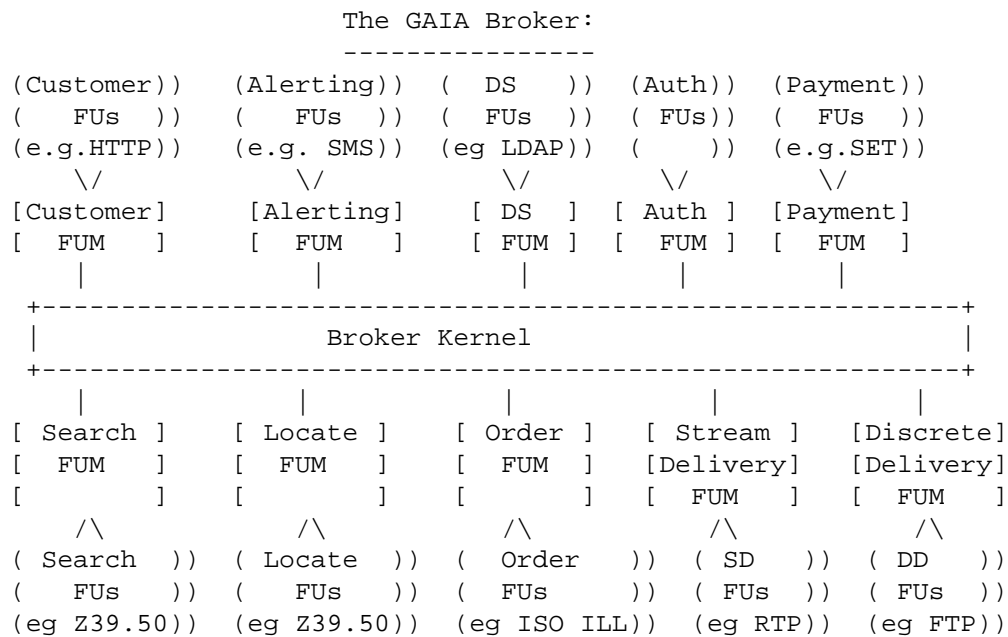 The GAIA Broker:
----------------
(Customer)) (Alerting)) ( DS )) (Auth)) (Payment))
( FUs )) ( FUs )) ( FUs )) ( FUs)) ( FUs ))
(e.g.HTTP)) (e.g. SMS)) (eg LDAP)) ( )) (e.g.SET))
\/ \/ \/ \/ \/
[Customer] [Alerting] [ DS ] [ Auth ] [Payment]
[ FUM ] [ FUM ] [ FUM ] [ FUM ] [ FUM ]
| | | | |
+----------------------------------------------------------+
| Broker Kernel |
+----------------------------------------------------------+
| | | | |
[ Search ] [ Locate ] [ Order ] [ Stream ] [Discrete]
[ FUM ] [ FUM ] [ FUM ] [Delivery] [Delivery]
[ ] [ ] [ ] [ FUM ] [ FUM ]
/\ /\ /\ /\ /\
( Search )) ( Locate )) ( Order )) ( SD )) ( DD ))
( FUs )) ( FUs )) ( FUs )) ( FUs )) ( FUs ))
(eg Z39.50)) (eg Z39.50)) (eg ISO ILL)) (eg RTP)) (eg FTP))